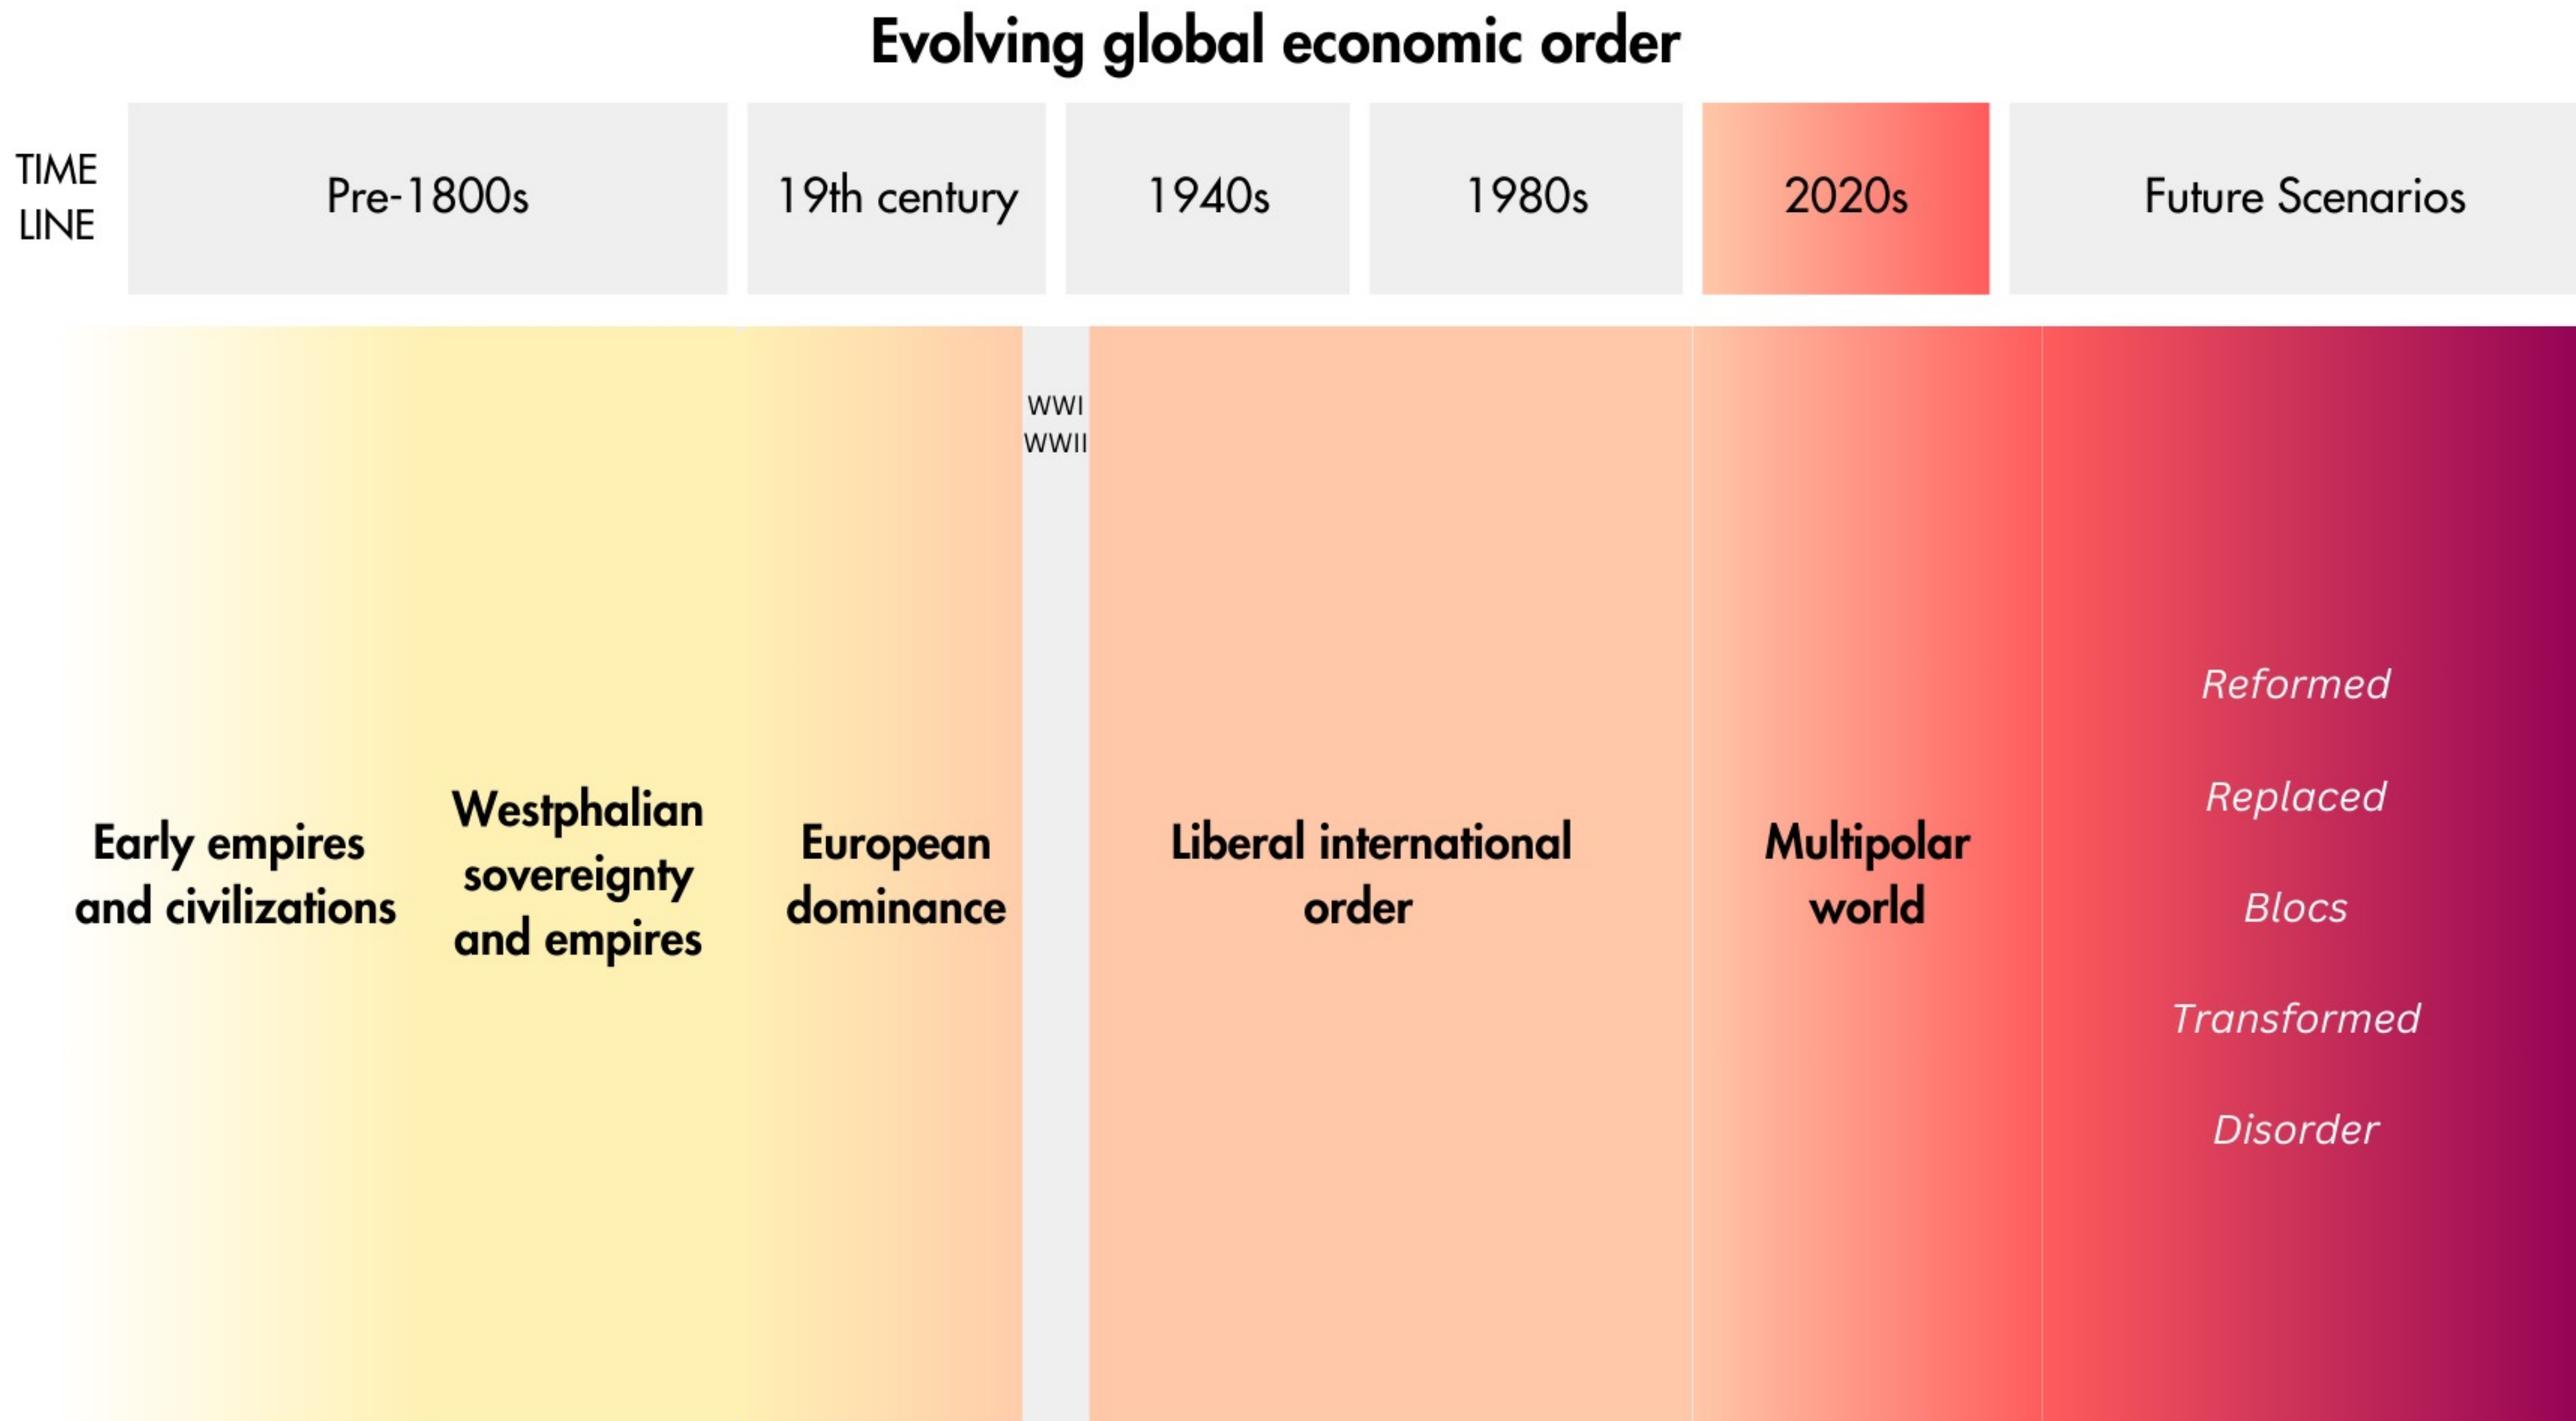 Evolving global economic order
TIME
LINE
Pre-1800s
19th century
1940s
1980s
2020s
Future Scenarios
WWI
WWII
Early empires
and civilizations
Westphalian
sovereignty
and empires
European
dominance
Liberal international
order
Multipolar
world
Reformed
Replaced
Blocs
Transformed
Disorder